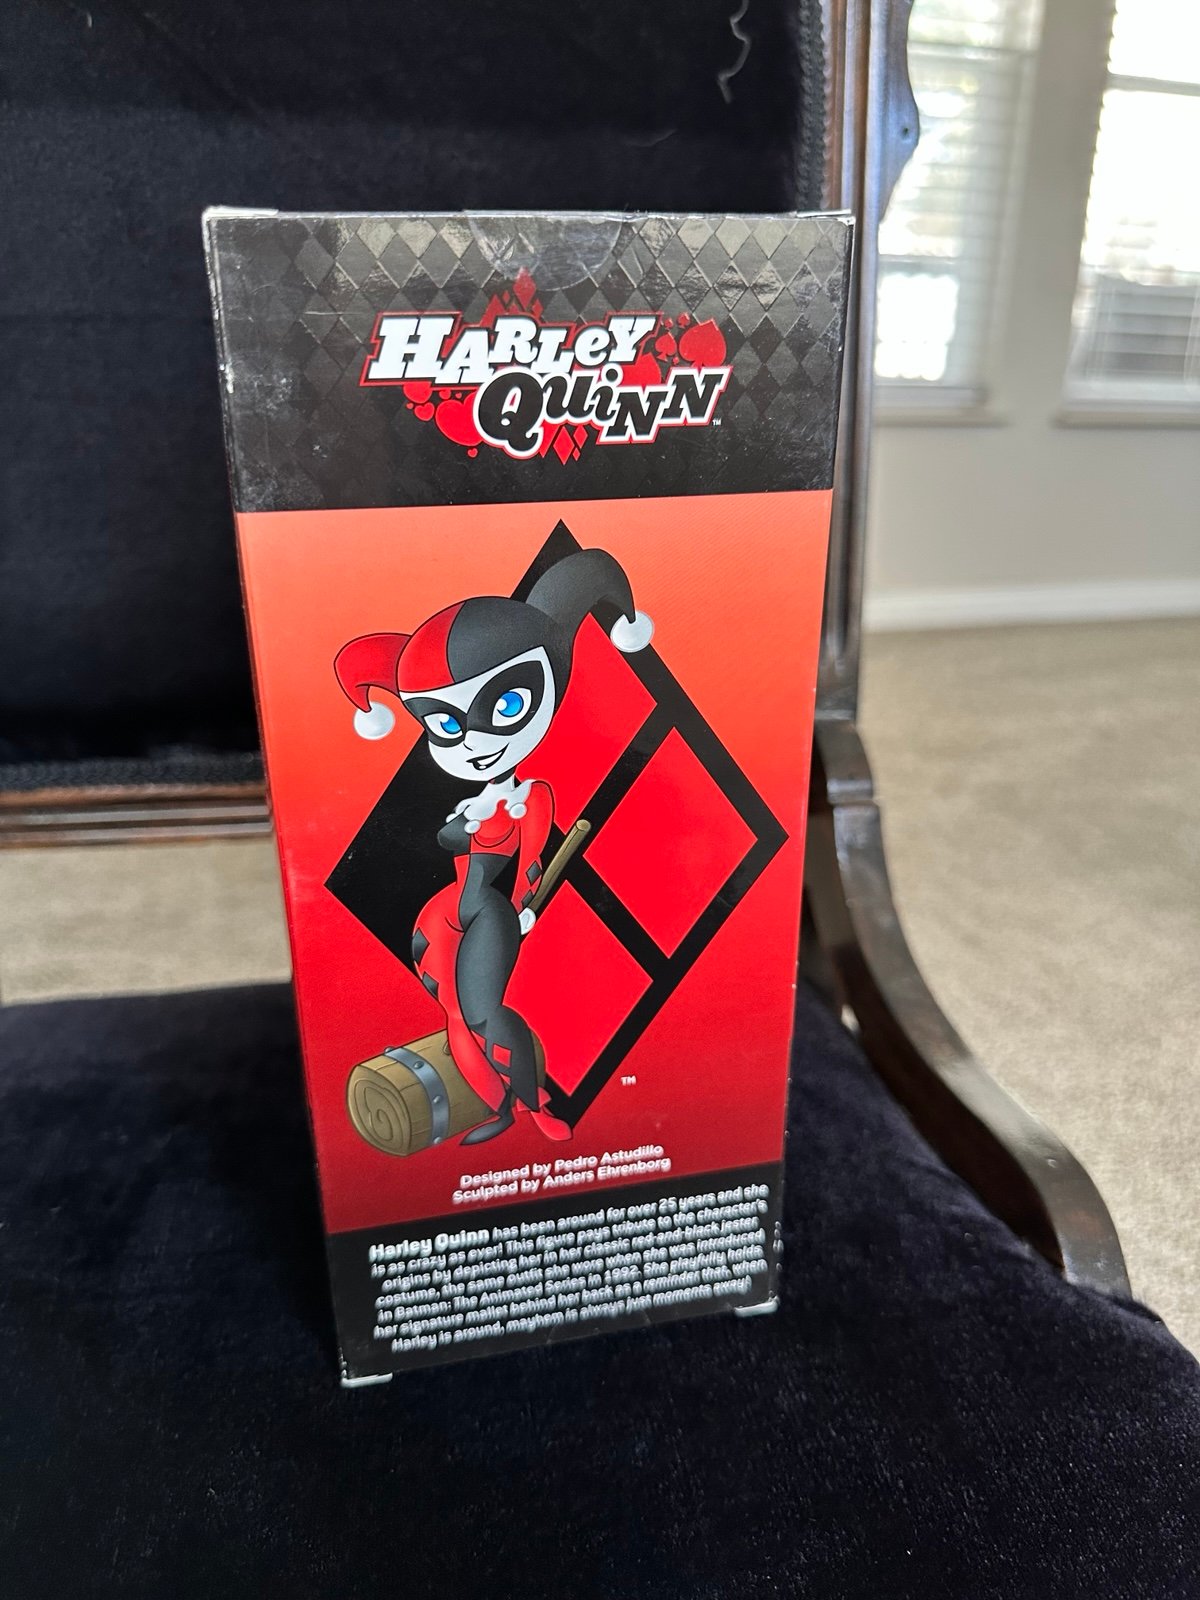 HARLEY
QUINN™
TM
Designed by Pedro Astudillo
Sculpted by Anders Ehrenborg
Harley Quinn has been around for over 25 years and she
is as crazy as ever! This figure pays tribute to the character's
origins by depicting her in her classic red and black jester
costume, the same outfit she wore when she was introduced
in Batman: The Animated Series in 1992. She playfully holds
her signature mallet behind her back as a reminder that, when
Harley is around, mayhem is always just moments away!